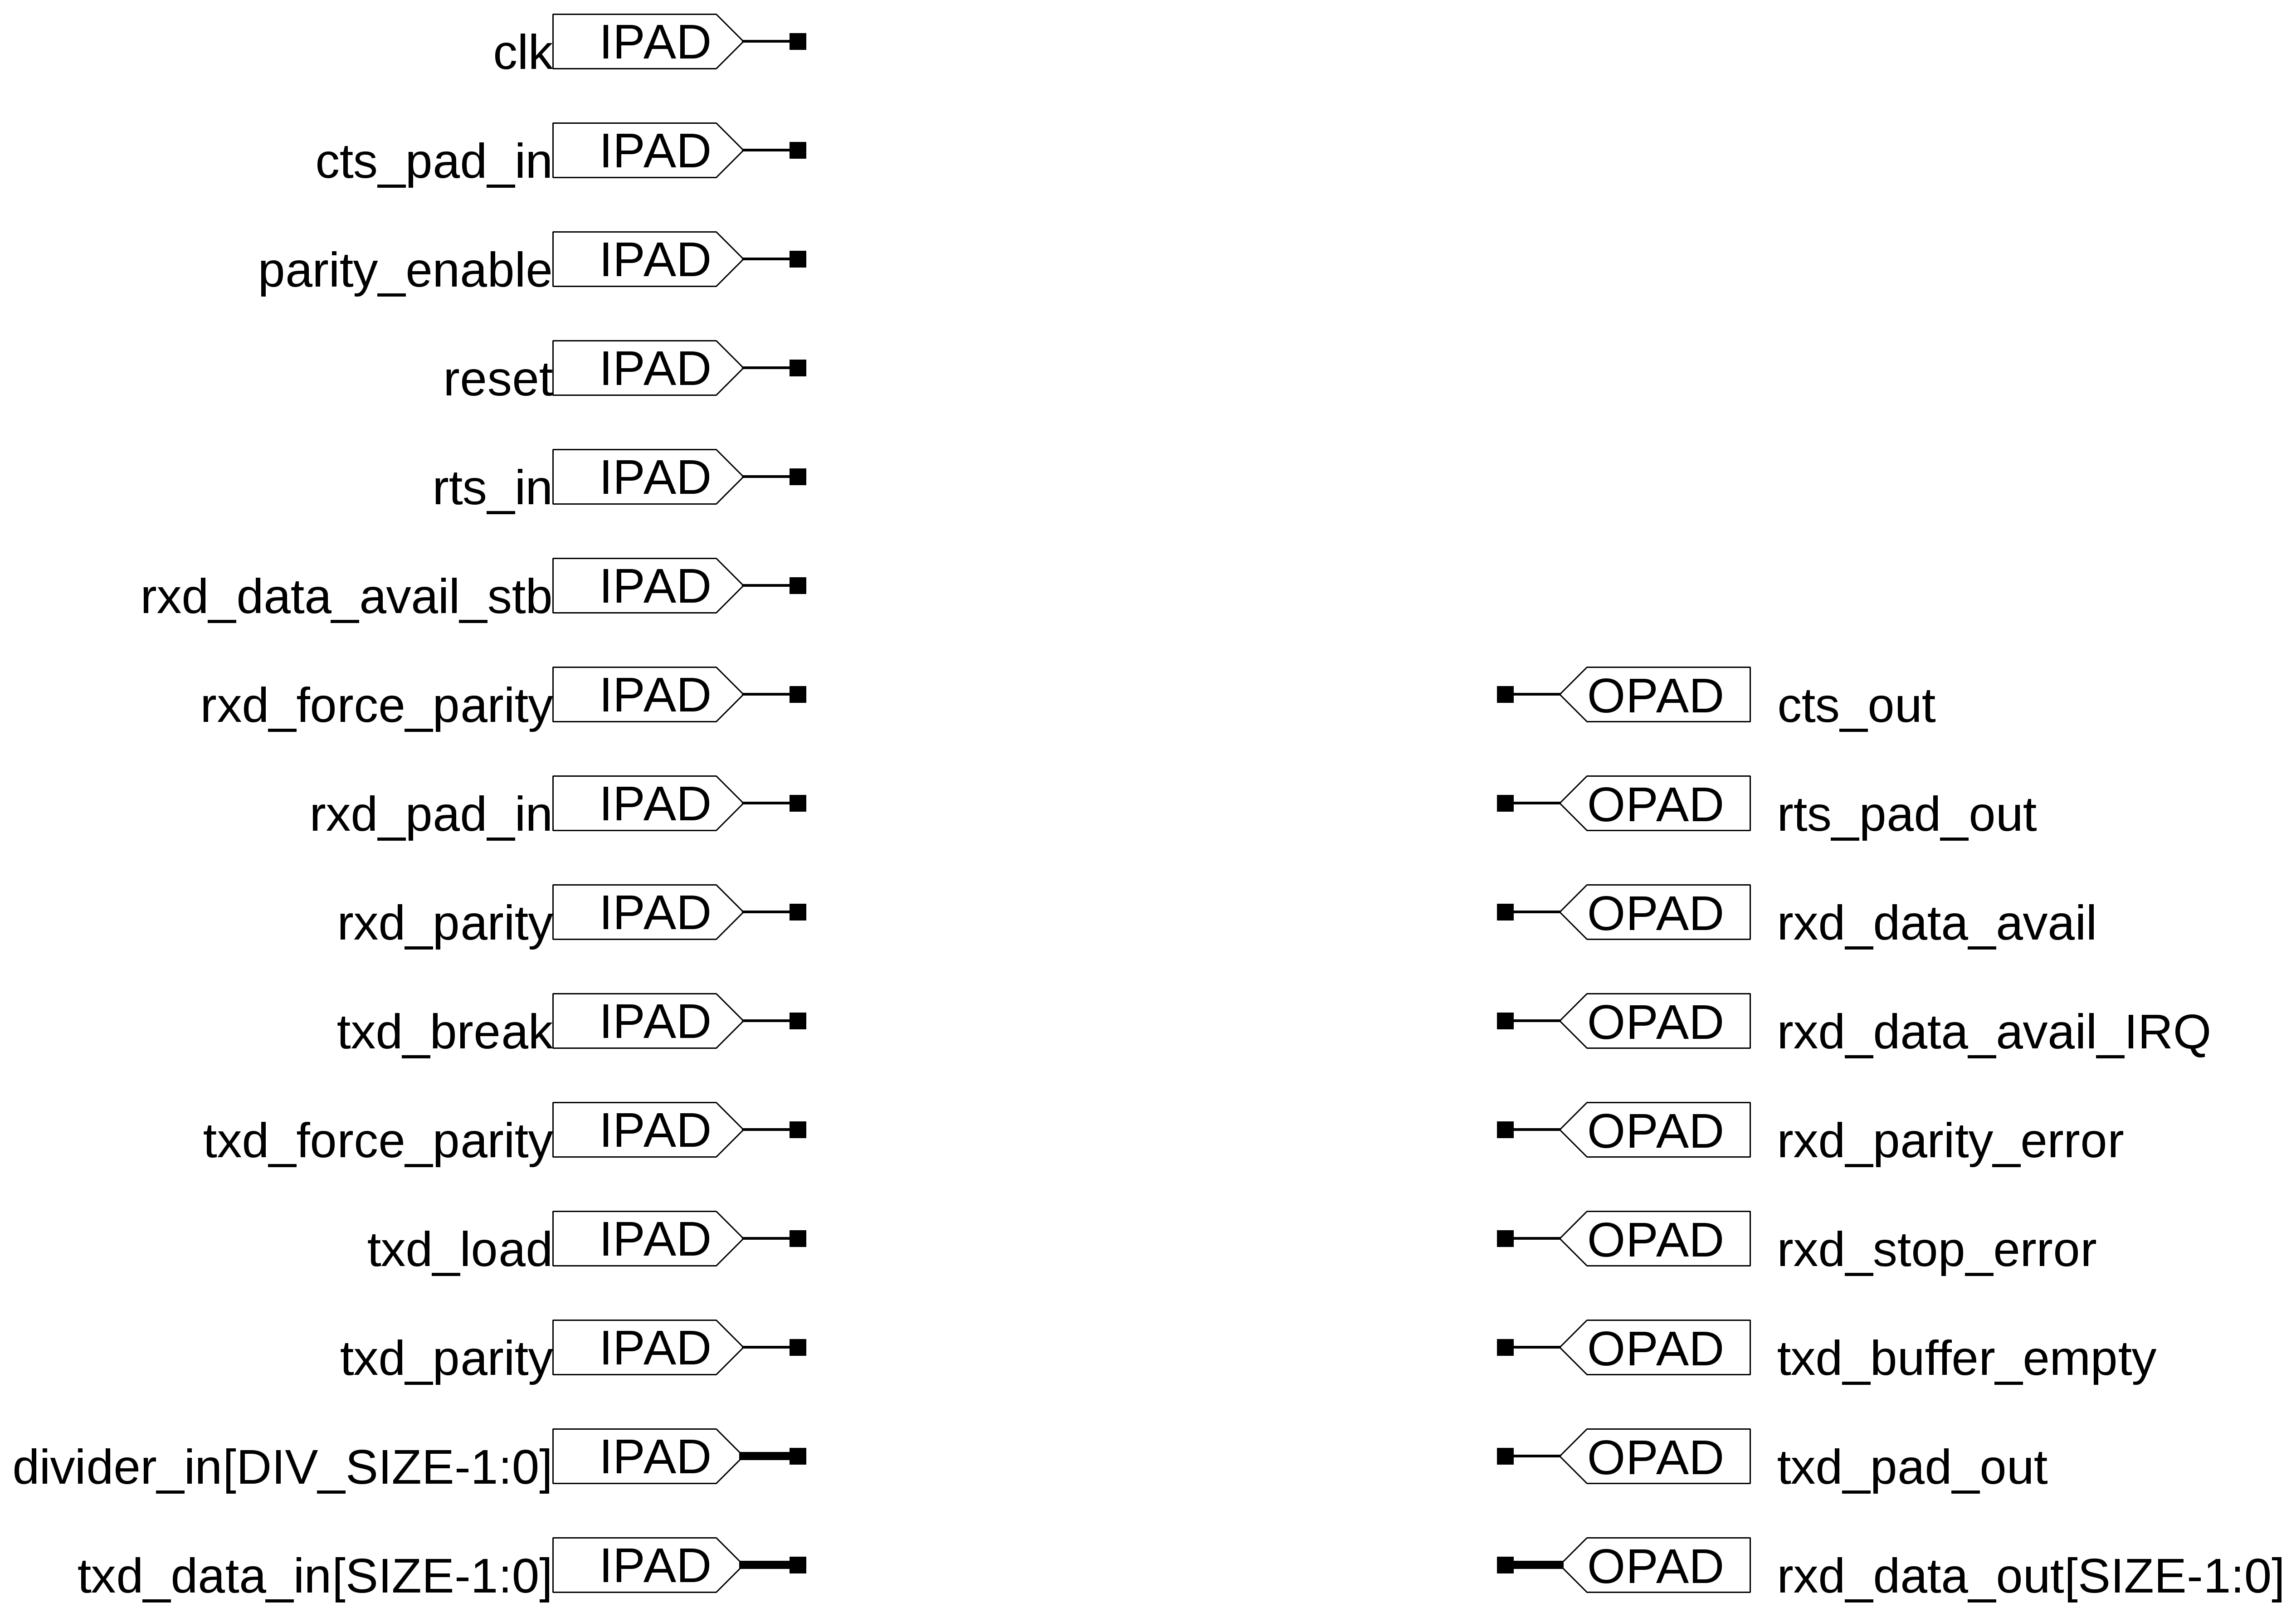 clk IPAD
cts_pad_in IPAD
parity_enable IPAD
reset IPAD
rts_in IPAD
rxd_data_avail_stb IPAD
rxd_force_parity IPAD OPAD cts_out
rxd_pad_in IPAD OPAD rts_pad_out
rxd_parity IPAD OPAD rxd_data_avail
txd_break IPAD OPAD rxd_data_avail_IRQ
txd_force_parity IPAD OPAD rxd_parity_error
txd_load IPAD OPAD rxd_stop_error
txd_parity IPAD OPAD txd_buffer_empty
divider_in[DIV_SIZE-1:0] IPAD OPAD txd_pad_out
txd_data_in[SIZE-1:0] IPAD OPAD rxd_data_out[SIZE-1:0]